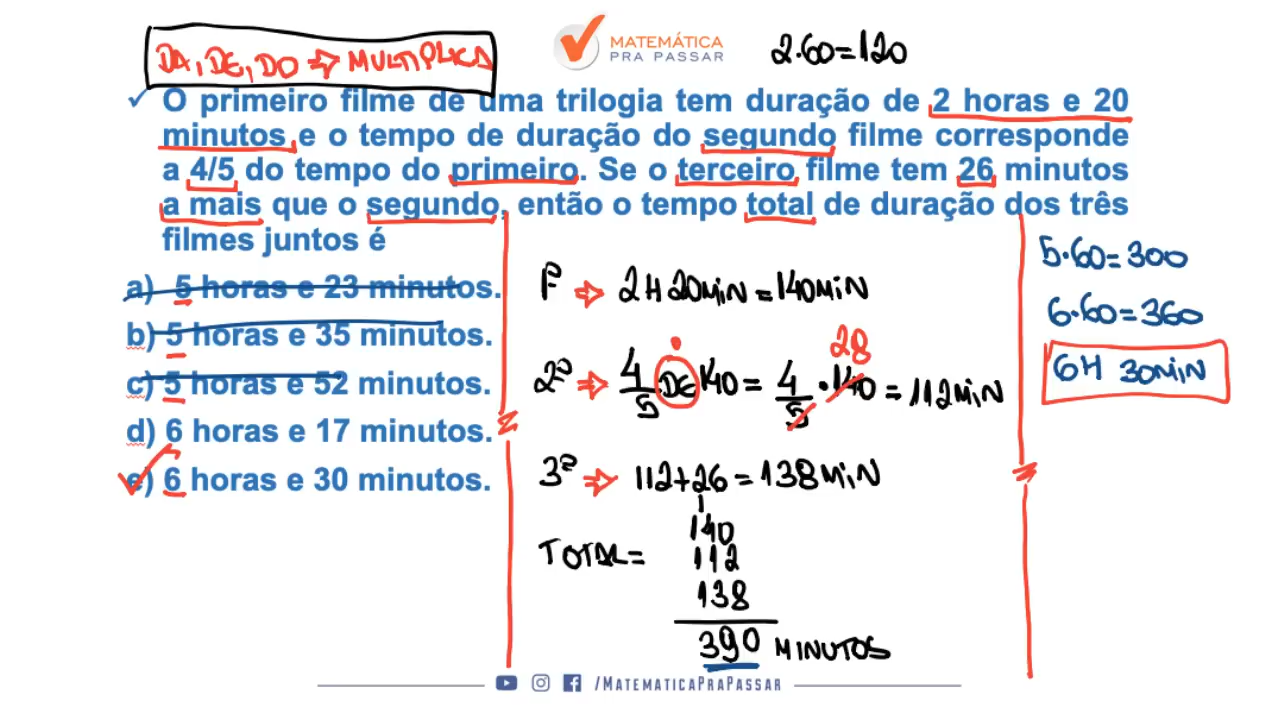 DA, DE, DO ⇒ MULTIPLICA
MATEMÁTICA
PRA PASSAR
2·60=120
✓ O primeiro filme de uma trilogia tem duração de 2 horas e 20
minutos e o tempo de duração do segundo filme corresponde
a 4/5 do tempo do primeiro. Se o terceiro filme tem 26 minutos
a mais que o segundo, então o tempo total de duração dos três
filmes juntos é
a) 5 horas e 23 minutos.
b) 5 horas e 35 minutos.
c) 5 horas e 52 minutos.
d) 6 horas e 17 minutos.
e) 6 horas e 30 minutos.
1º ⇒ 2H 20MIN = 140MIN
28
2º ⇒ 4/5 DE 140 = 4/5 · 140 = 112MIN
3º ⇒ 112+26 = 138MIN
1
140
TOTAL = 112
138
390 MINUTOS
5·60=300
6·60=360
6H 30MIN
/MATEMATICAPRAPASSAR